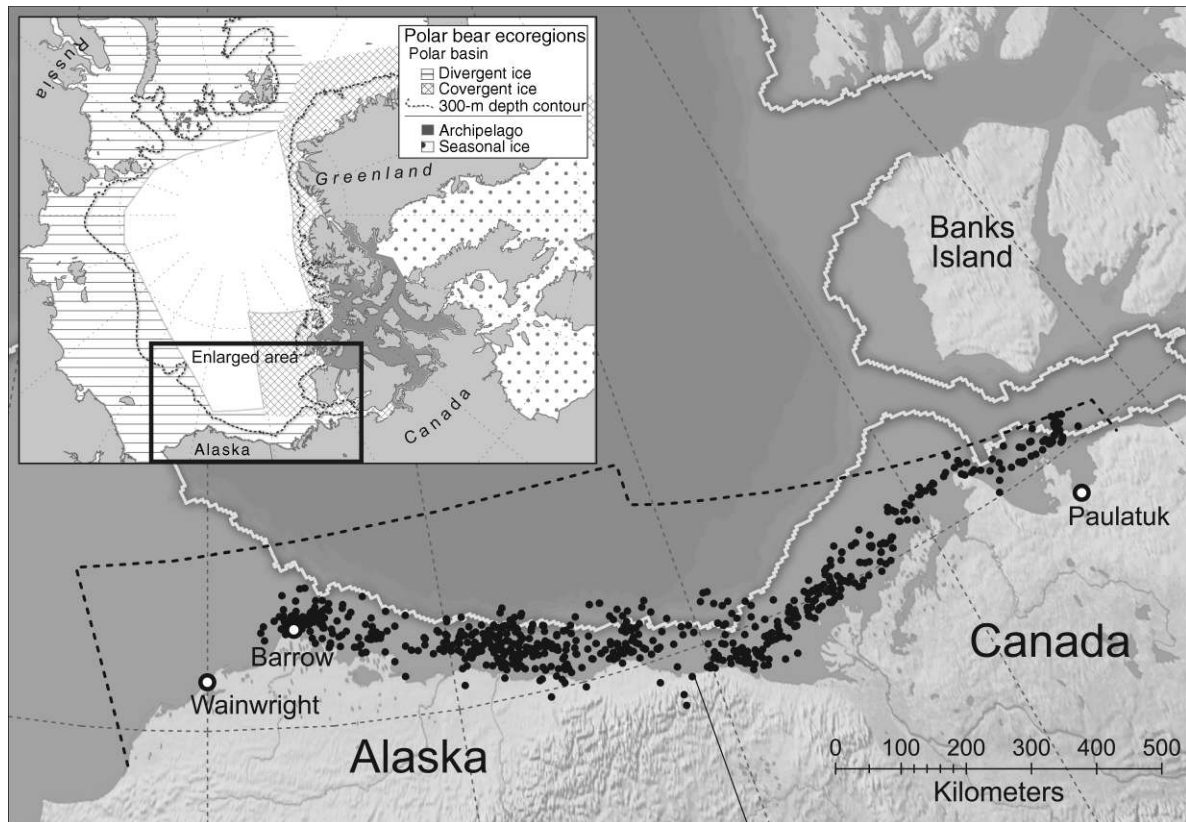 Russia
Polar bear ecoregions
Polar basin
Divergent ice
Covergent ice
300-m depth contour
Archipelago
Seasonal ice
Greenland
Enlarged area
Canada
Alaska
Banks
Island
Paulatuk
Barrow
Wainwright
Canada
Alaska
0 100 200 300 400 500
Kilometers